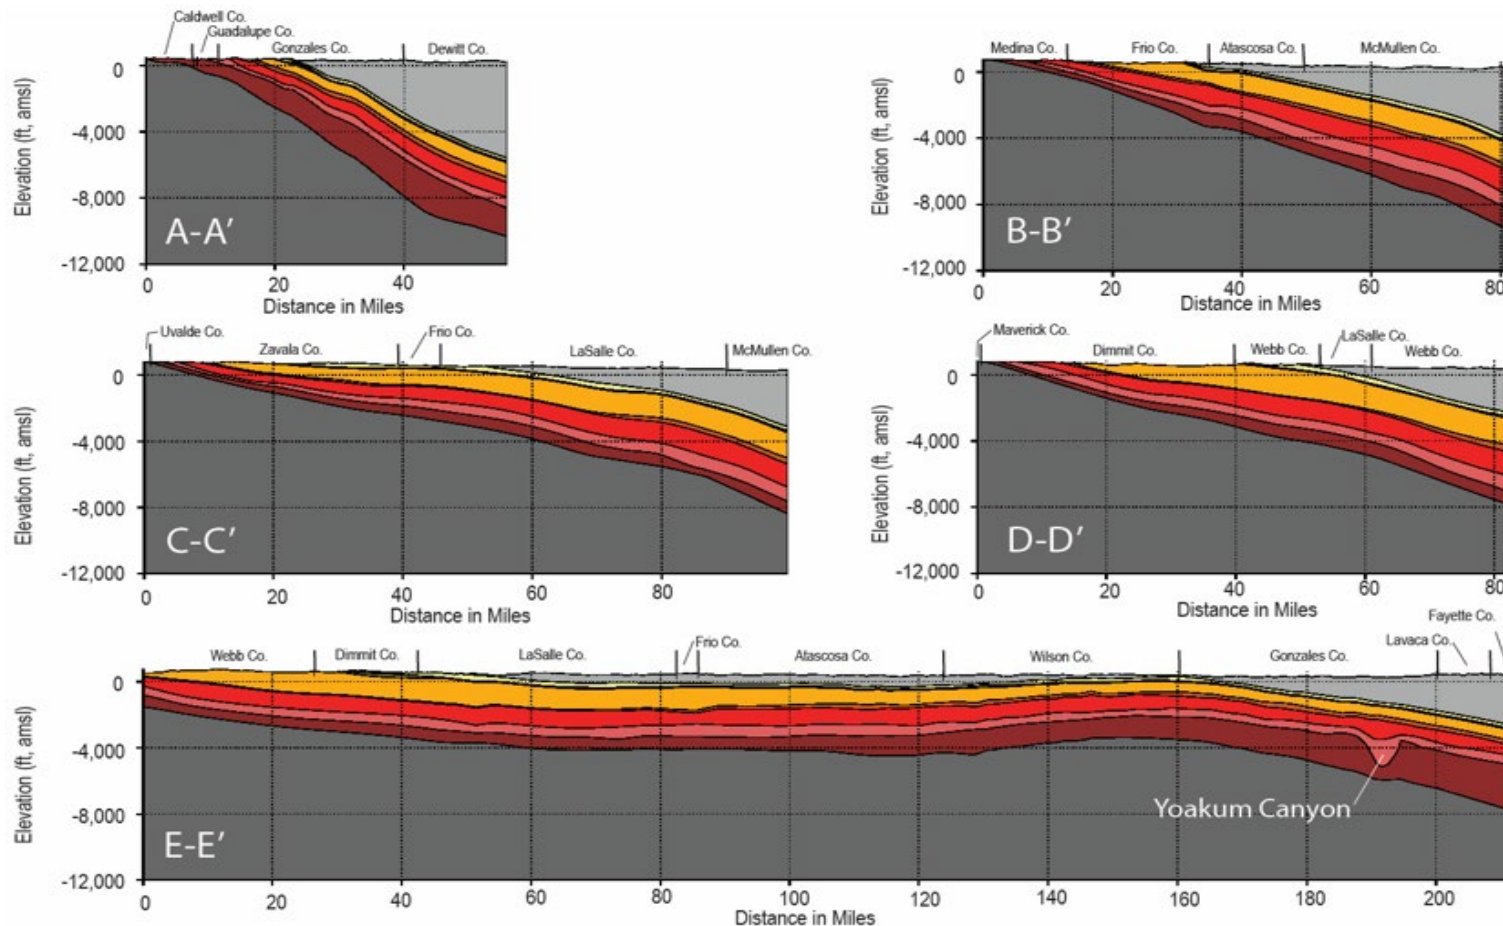 Caldwell Co.
Guadalupe Co.
Gonzales Co.
Dewitt Co.
Elevation (ft, amsl)
0
-4,000
-8,000
-12,000
A-A'
0 20 40
Distance in Miles
Medina Co.
Frio Co.
Atascosa Co.
McMullen Co.
Elevation (ft, amsl)
0
-4,000
-8,000
-12,000
B-B'
0 20 40 60 80
Distance in Miles
Uvalde Co.
Zavala Co.
Frio Co.
LaSalle Co.
McMullen Co.
Elevation (ft, amsl)
0
-4,000
-8,000
-12,000
C-C'
0 20 40 60 80
Distance in Miles
Maverick Co.
Dimmit Co.
Webb Co.
LaSalle Co.
Webb Co.
Elevation (ft, amsl)
0
-4,000
-8,000
-12,000
D-D'
0 20 40 60 80
Distance in Miles
Webb Co.
Dimmit Co.
LaSalle Co.
Frio Co.
Atascosa Co.
Wilson Co.
Gonzales Co.
Lavaca Co.
Fayette Co.
Elevation (ft, amsl)
0
-4,000
-8,000
-12,000
E-E'
Yoakum Canyon
0 20 40 60 80 100 120 140 160 180 200
Distance in Miles